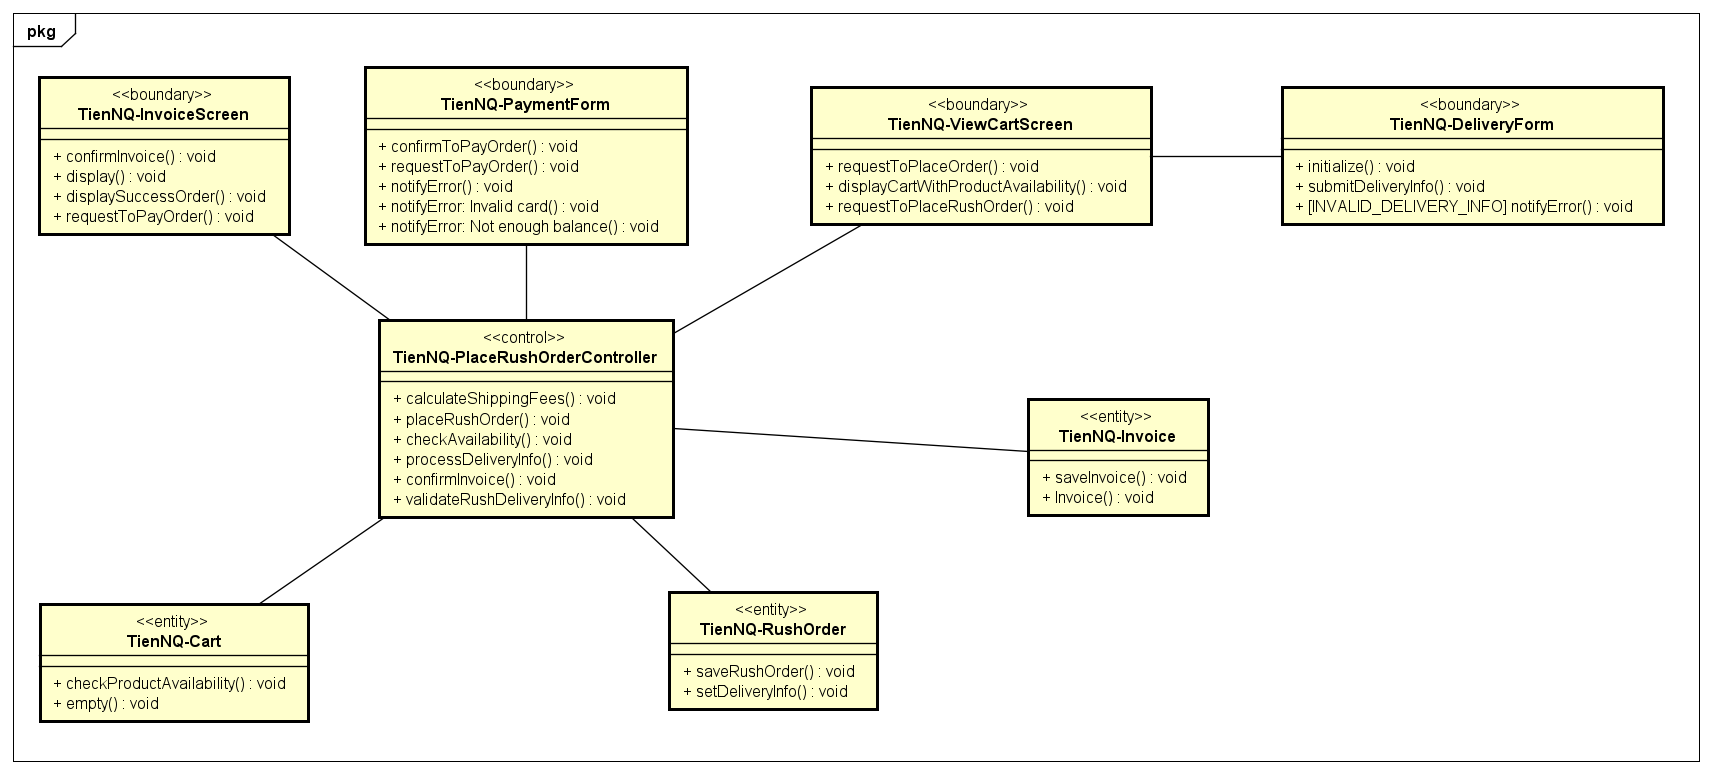 pkg
<<boundary>>
TienNQ-InvoiceScreen
+ confirmInvoice() : void
+ display() : void
+ displaySuccessOrder() : void
+ requestToPayOrder() : void
<<boundary>>
TienNQ-PaymentForm
+ confirmToPayOrder() : void
+ requestToPayOrder() : void
+ notifyError() : void
+ notifyError: Invalid card() : void
+ notifyError: Not enough balance() : void
<<boundary>>
TienNQ-ViewCartScreen
+ requestToPlaceOrder() : void
+ displayCartWithProductAvailability() : void
+ requestToPlaceRushOrder() : void
<<boundary>>
TienNQ-DeliveryForm
+ initialize() : void
+ submitDeliveryInfo() : void
+ [INVALID_DELIVERY_INFO] notifyError() : void
<<control>>
TienNQ-PlaceRushOrderController
+ calculateShippingFees() : void
+ placeRushOrder() : void
+ checkAvailability() : void
+ processDeliveryInfo() : void
+ confirmInvoice() : void
+ validateRushDeliveryInfo() : void
<<entity>>
TienNQ-Invoice
+ saveInvoice() : void
+ Invoice() : void
<<entity>>
TienNQ-Cart
+ checkProductAvailability() : void
+ empty() : void
<<entity>>
TienNQ-RushOrder
+ saveRushOrder() : void
+ setDeliveryInfo() : void